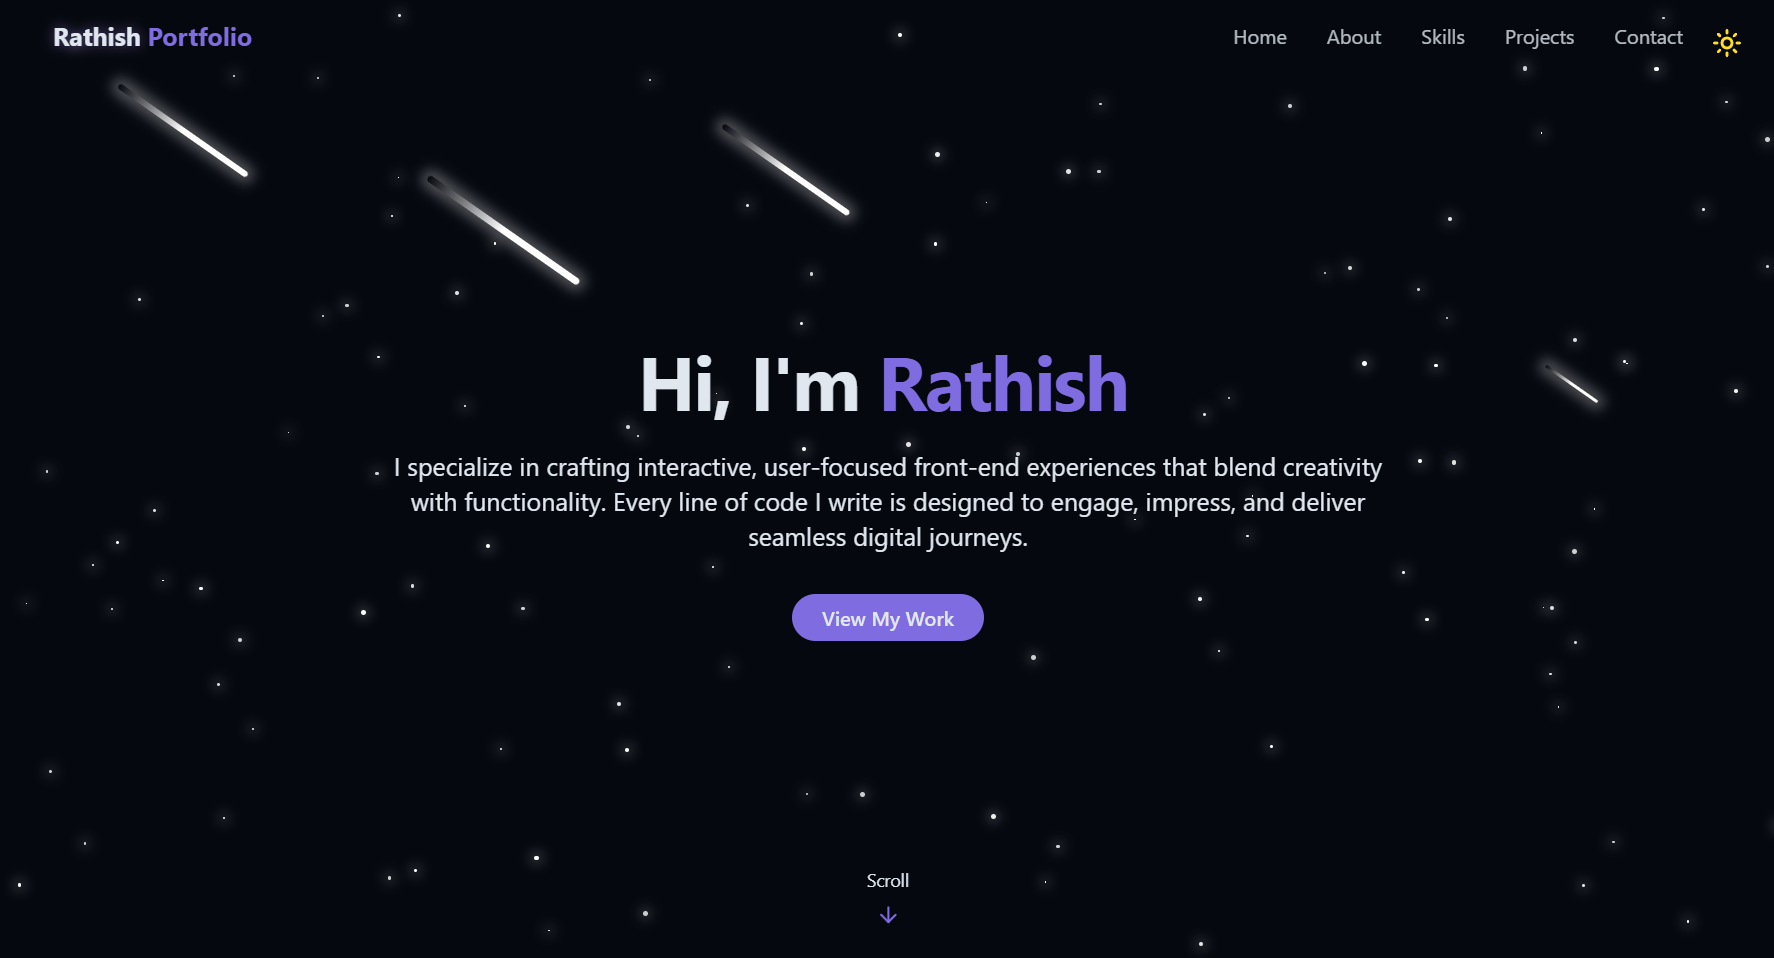 Rathish Portfolio
Home About Skills Projects Contact
Hi, I'm Rathish
I specialize in crafting interactive, user-focused front-end experiences that blend creativity
with functionality. Every line of code I write is designed to engage, impress, and deliver
seamless digital journeys.
View My Work
Scroll